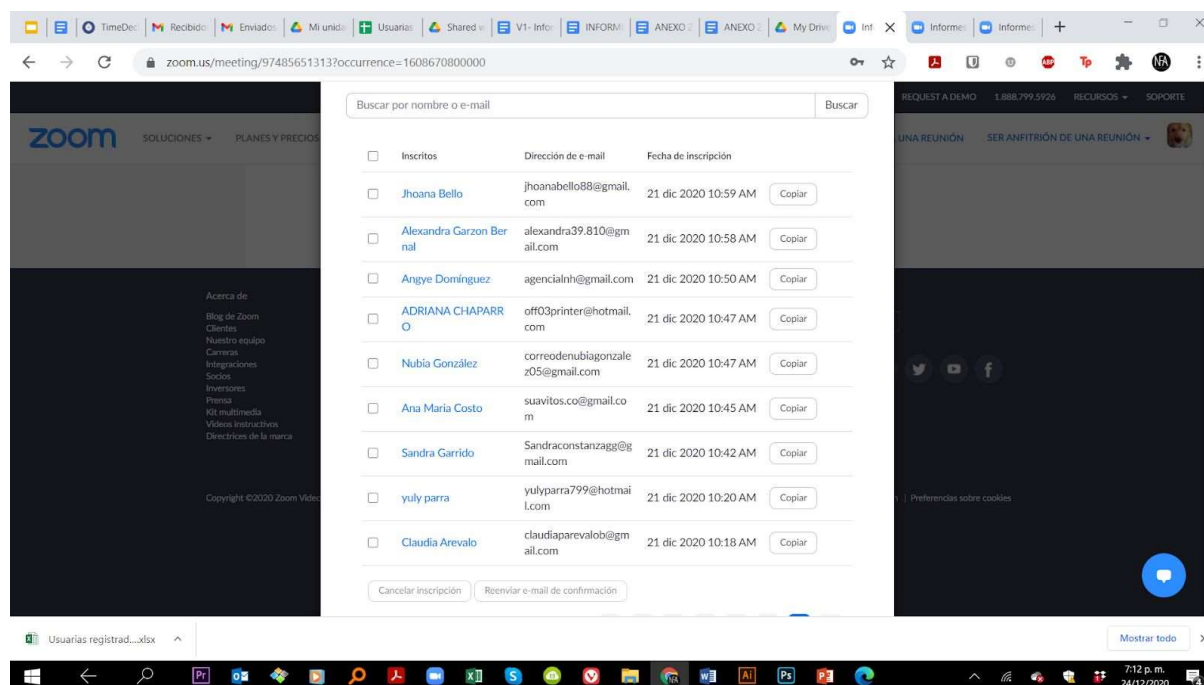 TimeDec
Recibido
Enviados
Mi unida
Usuarias
Shared w
V1- Infor
INFORM
ANEXO 2
ANEXO 2
My Drive
Inf
Informe
Informe
zoom.us/meeting/97485651313?occurrence=1608670800000
ABP
Tp
NFA
REQUEST A DEMO 1.888.799.5926 RECURSOS SOPORTE
zoom
SOLUCIONES PLANES Y PRECIOS
UNA REUNIÓN SER ANFITRIÓN DE UNA REUNIÓN
Buscar por nombre o e-mail Buscar
Inscritos Dirección de e-mail Fecha de inscripción
Jhoana Bello jhoanabello88@gmail. 21 dic 2020 10:59 AM Copiar
com
Alexandra Garzon Ber alexandra39.810@gm 21 dic 2020 10:58 AM Copiar
nal ail.com
Angye Domínguez agencialnh@gmail.com 21 dic 2020 10:50 AM Copiar
ADRIANA CHAPARR off03printer@hotmail. 21 dic 2020 10:47 AM Copiar
O com
Nubia González correodenubiagonzale 21 dic 2020 10:47 AM Copiar
z05@gmail.com
Ana Maria Costo suavitos.co@gmail.co 21 dic 2020 10:45 AM Copiar
m
Sandra Garrido Sandraconstanzagg@g 21 dic 2020 10:42 AM Copiar
mail.com
yuly parra yulyparra799@hotmai 21 dic 2020 10:20 AM Copiar
l.com
Claudia Arevalo claudiaparevalob@gm 21 dic 2020 10:18 AM Copiar
ail.com
Cancelar inscripción Reenviar e-mail de confirmación
Acerca de
Blog de Zoom
Clientes
Nuestro equipo
Carreras
Integraciones
Socios
Inversores
Prensa
Kit multimedia
Videos instructivos
Directrices de la marca
Copyright ©2020 Zoom Video
Preferencias sobre cookies
Usuarias registrad....xlsx
Mostrar todo
7:12 p. m.
24/12/2020